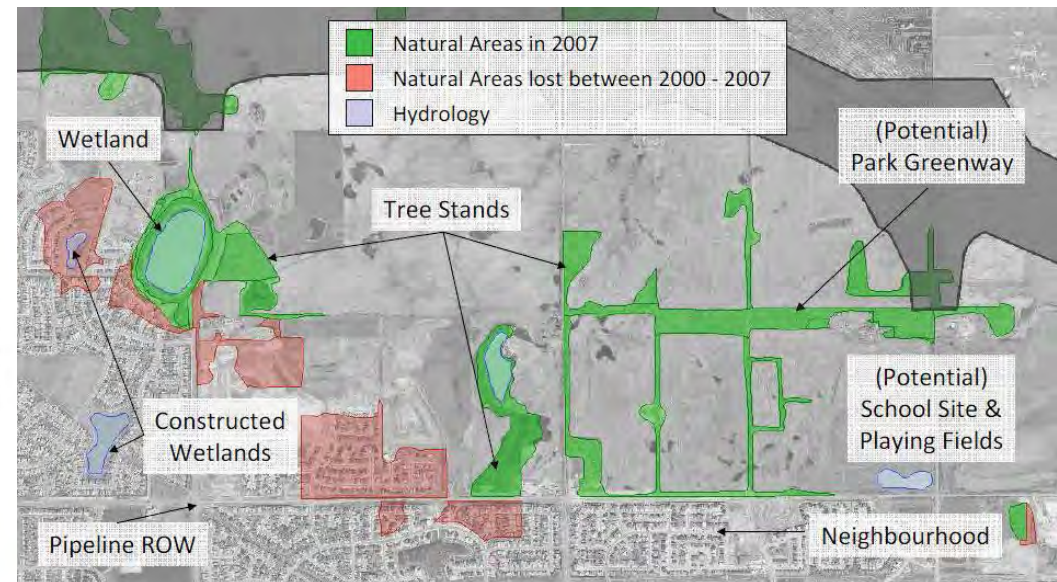 Natural Areas in 2007
Natural Areas lost between 2000 - 2007
Hydrology
Wetland
(Potential)
Park Greenway
Tree Stands
(Potential)
School Site &
Playing Fields
Constructed
Wetlands
Pipeline ROW
Neighbourhood